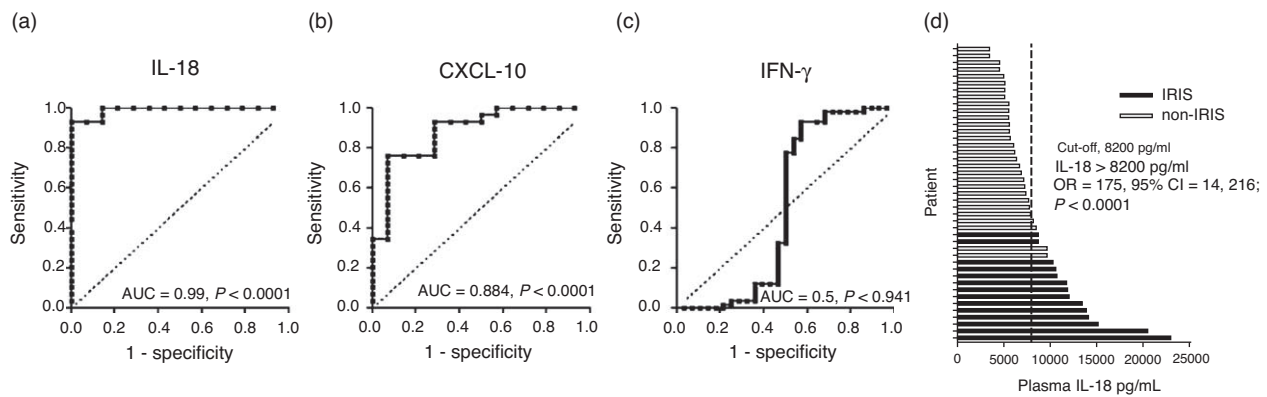 (a)
IL-18
Sensitivity
1.0
0.8
0.6
0.4
0.2
0.0
AUC = 0.99, P < 0.0001
0.0 0.2 0.4 0.6 0.8 1.0
1 - specificity
(b)
CXCL-10
Sensitivity
1.0
0.8
0.6
0.4
0.2
0.0
AUC = 0.884, P < 0.0001
0.0 0.2 0.4 0.6 0.8 1.0
1 - specificity
(c)
IFN-γ
Sensitivity
1.0
0.8
0.6
0.4
0.2
0.0
AUC = 0.5, P < 0.941
0.0 0.2 0.4 0.6 0.8 1.0
1 - specificity
(d)
Patient
IRIS
non-IRIS
Cut-off, 8200 pg/ml
IL-18 > 8200 pg/ml
OR = 175, 95% CI = 14, 216;
P < 0.0001
0 5000 10000 15000 20000 25000
Plasma IL-18 pg/mL